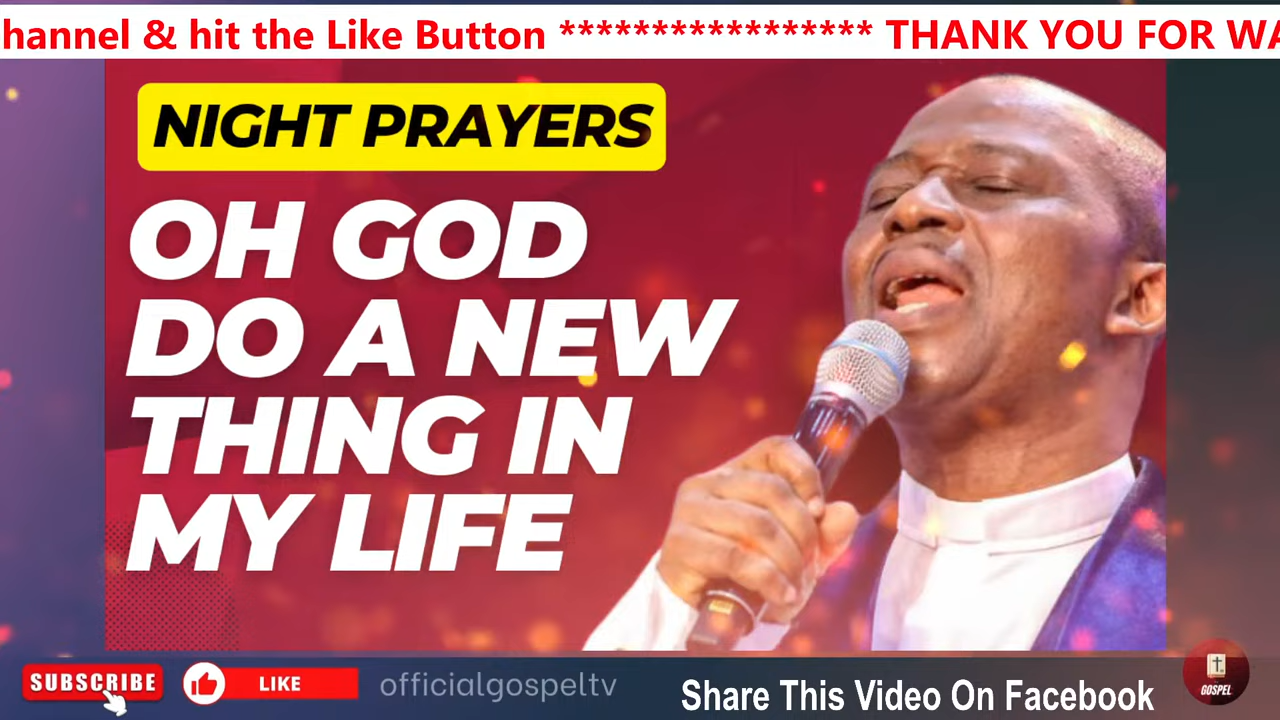 hannel & hit the Like Button ***************** THANK YOU FOR WA
NIGHT PRAYERS
OH GOD
DO A NEW
THING IN
MY LIFE
SUBSCRIBE
LIKE
officialgospeltv
Share This Video On Facebook
GOSPEL